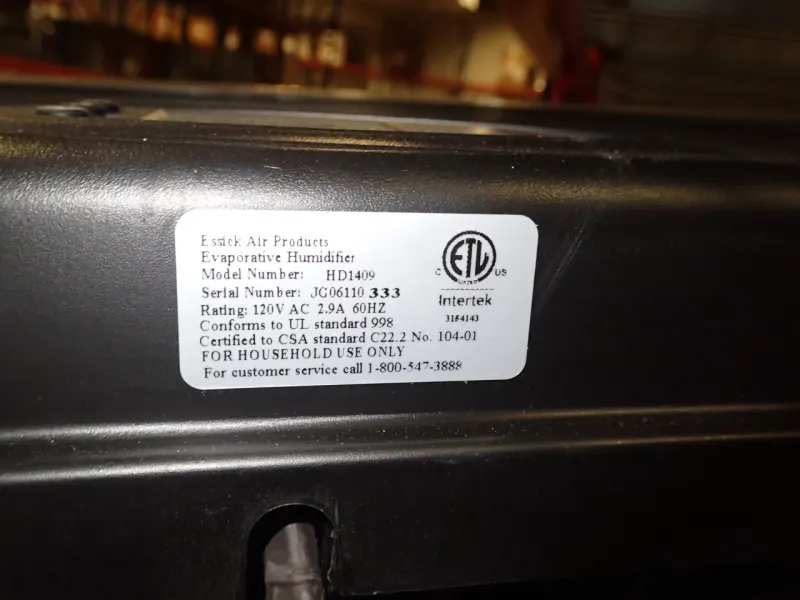 Essick Air Products
Evaporative Humidifier
Model Number: HD1409
Serial Number: JG06110 333
Rating: 120V AC 2.9A 60HZ
Conforms to UL standard 998
Certified to CSA standard C22.2 No. 104-01
FOR HOUSEHOLD USE ONLY
For customer service call 1-800-547-3888
ETL
LISTED
C US
Intertek
3184143